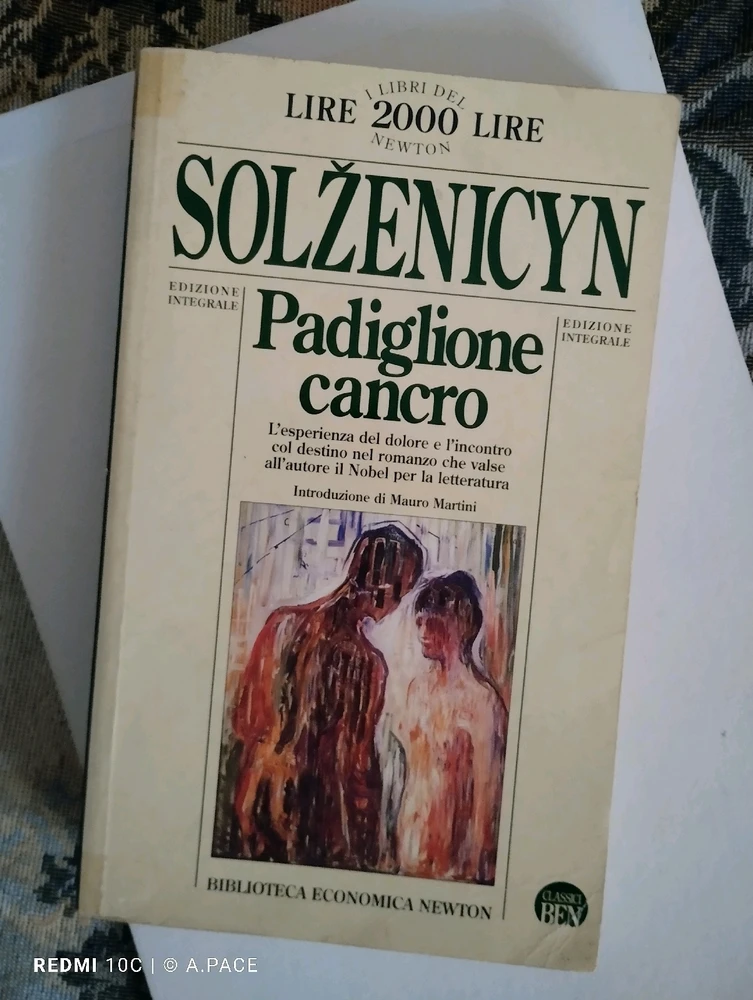 I LIBRI DEL
LIRE 2000 LIRE
NEWTON
SOLŽENICYN
EDIZIONE
INTEGRALE
Padiglione
cancro
EDIZIONE
INTEGRALE
L'esperienza del dolore e l'incontro
col destino nel romanzo che valse
all'autore il Nobel per la letteratura
Introduzione di Mauro Martini
BIBLIOTECA ECONOMICA NEWTON
CLASSICI
BEN
REDMI 10C | © A.PACE